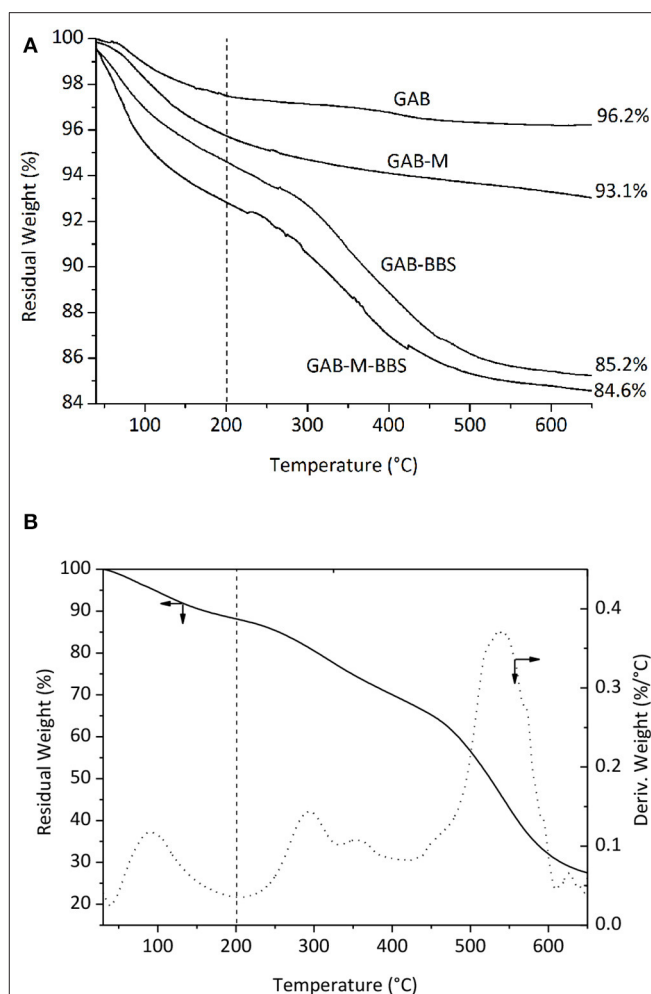 A
100
98
96
94
92
90
88
86
84
Residual Weight (%)
GAB
96.2%
GAB-M
93.1%
GAB-BBS
85.2%
GAB-M-BBS
84.6%
100 200 300 400 500 600
Temperature (°C)
B
100
90
80
70
60
50
40
30
20
Residual Weight (%)
0.4
0.3
0.2
0.1
0.0
Deriv. Weight (%/°C)
100 200 300 400 500 600
Temperature (°C)